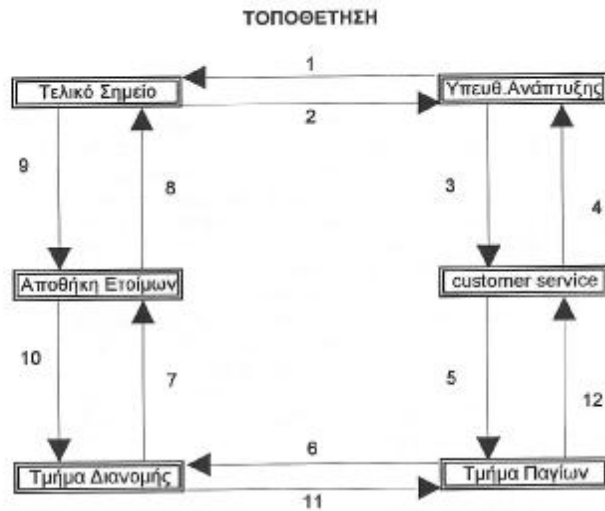 ΤΟΠΟΘΕΤΗΣΗ
1
Τελικό Σημείο
Υπευθ.Ανάπτυξης
2
9
8
3
4
Αποθήκη Ετοίμων
customer service
10
7
5
12
6
Τμήμα Διανομής
Τμήμα Παγίων
11